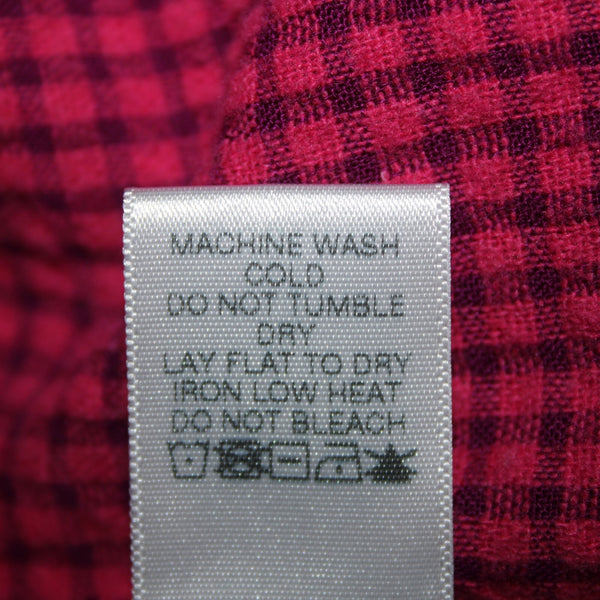 MACHINE WASH
COLD
DO NOT TUMBLE
DRY
LAY FLAT TO DRY
IRON LOW HEAT
DO NOT BLEACH